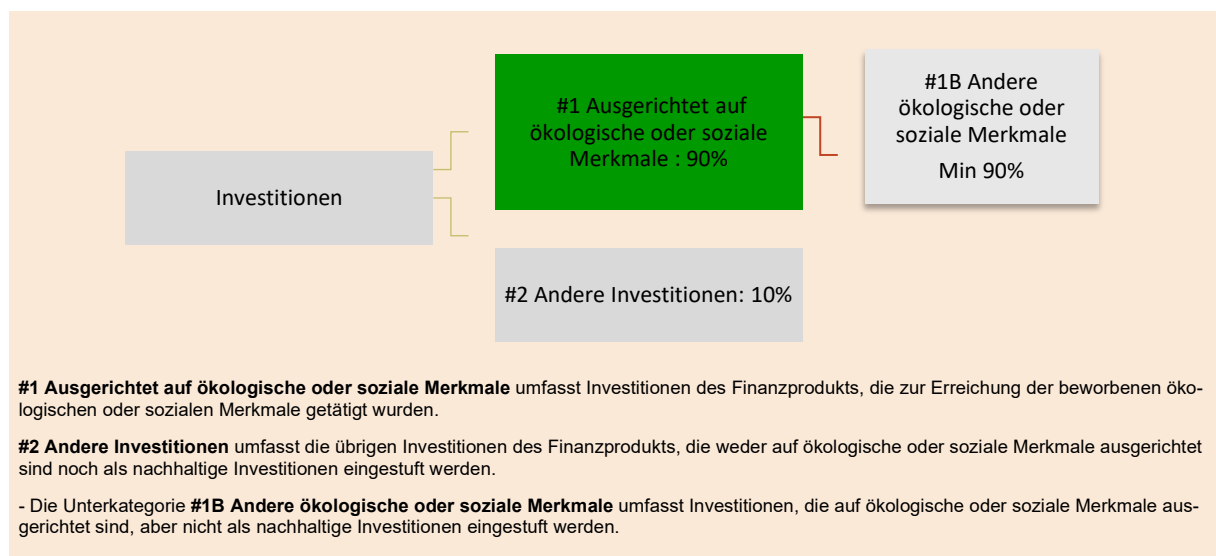 Investitionen
#1 Ausgerichtet auf
ökologische oder soziale
Merkmale : 90%
#1B Andere
ökologische oder
soziale Merkmale
Min 90%
#2 Andere Investitionen: 10%
#1 Ausgerichtet auf ökologische oder soziale Merkmale umfasst Investitionen des Finanzprodukts, die zur Erreichung der beworbenen öko-
logischen oder sozialen Merkmale getätigt wurden.
#2 Andere Investitionen umfasst die übrigen Investitionen des Finanzprodukts, die weder auf ökologische oder soziale Merkmale ausgerichtet
sind noch als nachhaltige Investitionen eingestuft werden.
- Die Unterkategorie #1B Andere ökologische oder soziale Merkmale umfasst Investitionen, die auf ökologische oder soziale Merkmale aus-
gerichtet sind, aber nicht als nachhaltige Investitionen eingestuft werden.